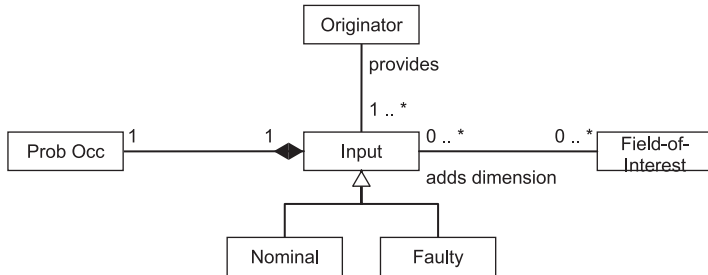 Originator
provides
1 .. *
Prob Occ
1
1
Input
0 .. *
0 .. *
Field-of-
Interest
adds dimension
Nominal
Faulty